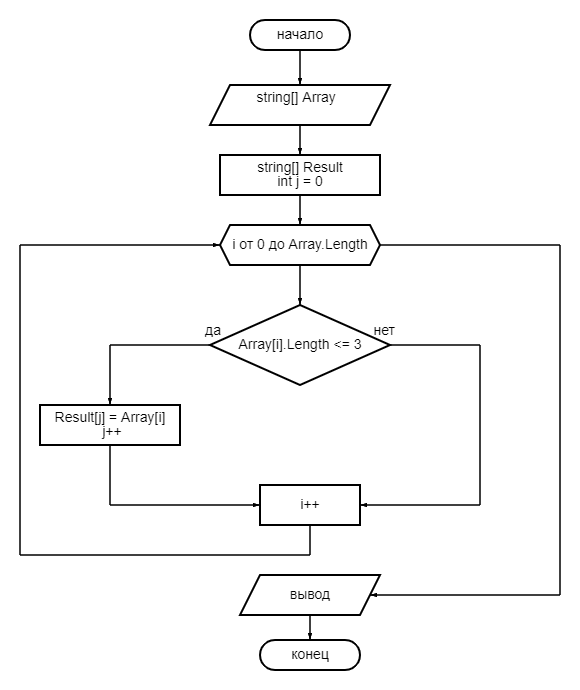 начало
string[] Array
string[] Result
int j = 0
i от 0 до Array.Length
да
нет
Array[i].Length <= 3
Result[j] = Array[i]
j++
i++
вывод
конец